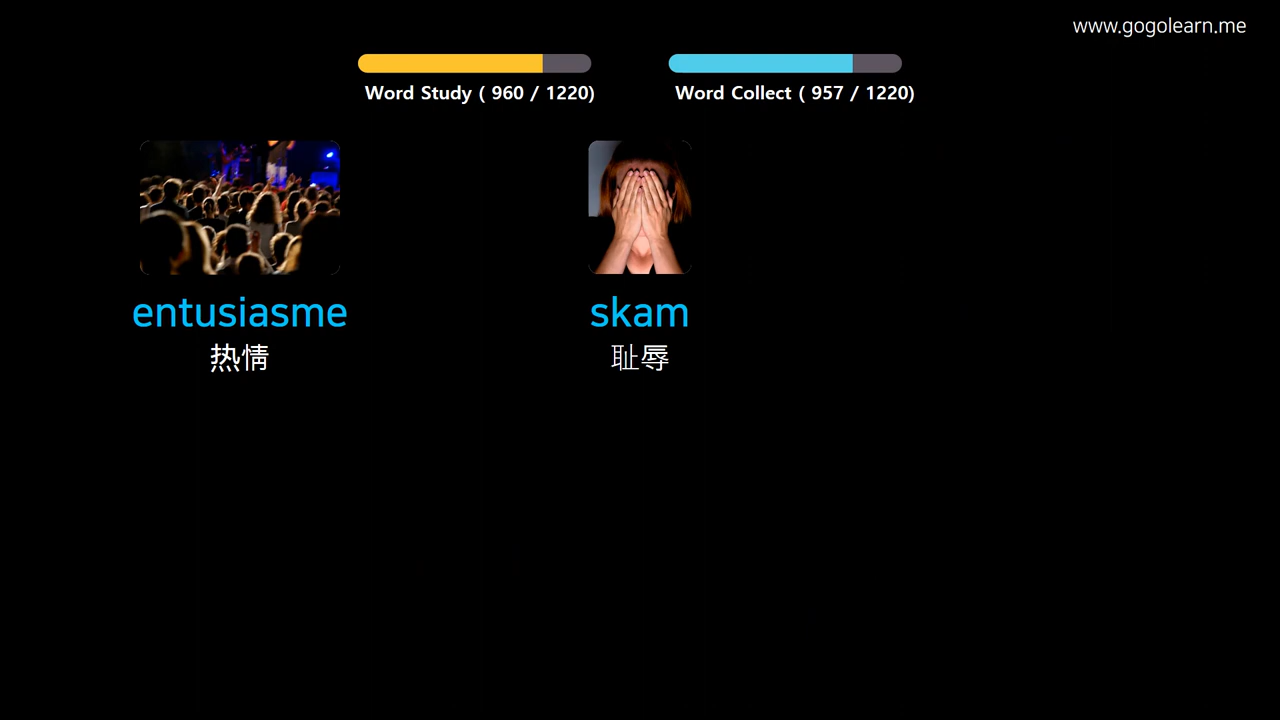 www.gogolearn.me
Word Study ( 960 / 1220)
Word Collect ( 957 / 1220)
entusiasme
热情
skam
耻辱